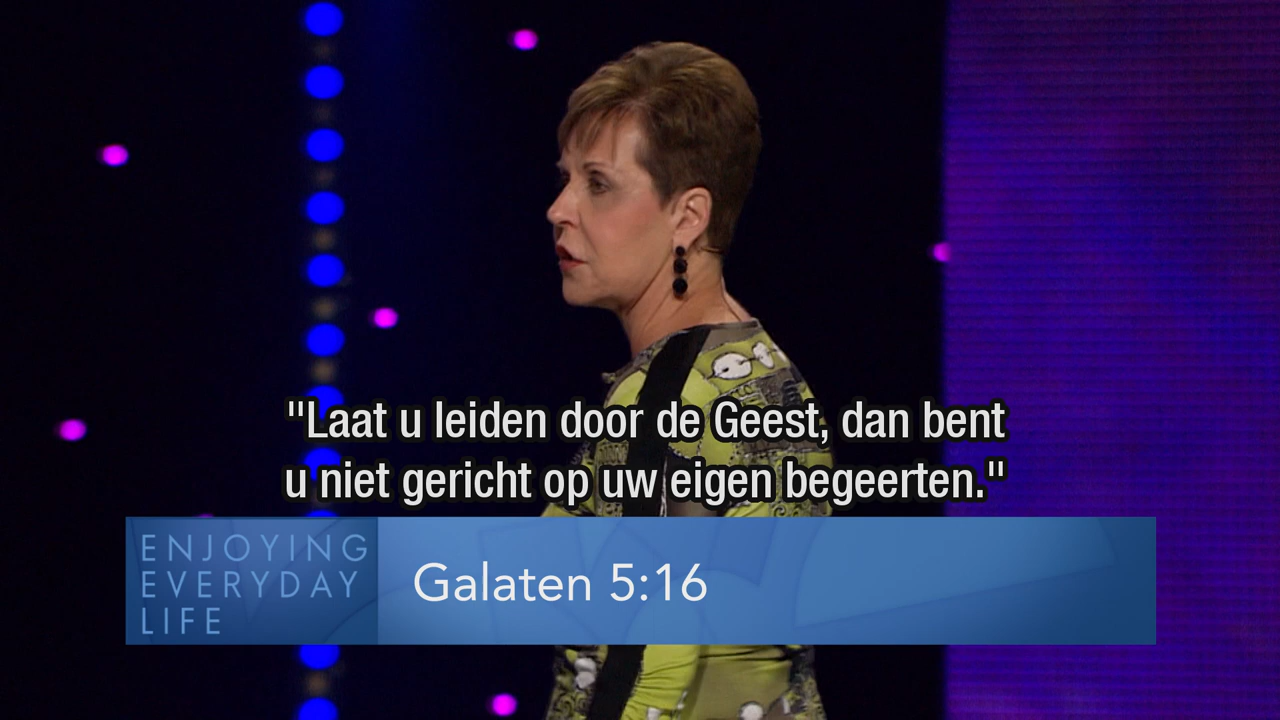 "Laat u leiden door de Geest, dan bent
u niet gericht op uw eigen begeerten."
ENJOYING
EVERYDAY
LIFE
Galaten 5:16